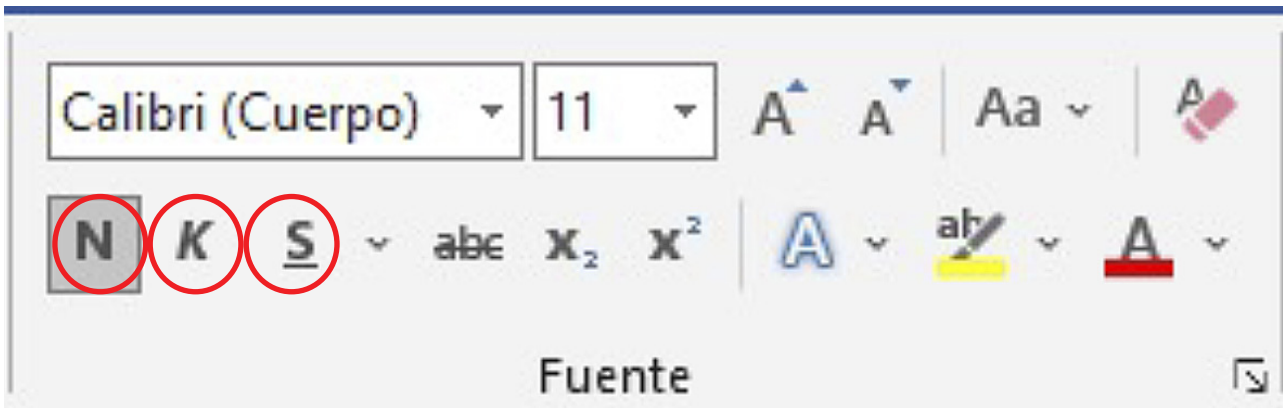 Calibri (Cuerpo) 11 A A Aa A
N K S abc x₂ x² A ab A
Fuente